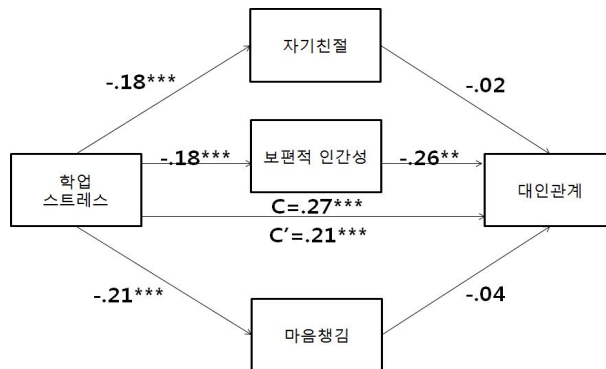 자기친절
-.18***
-.02
-.18***
보편적 인간성
-.26**
학업
스트레스
대인관계
C=.27***
C′=.21***
-.21***
-.04
마음챙김